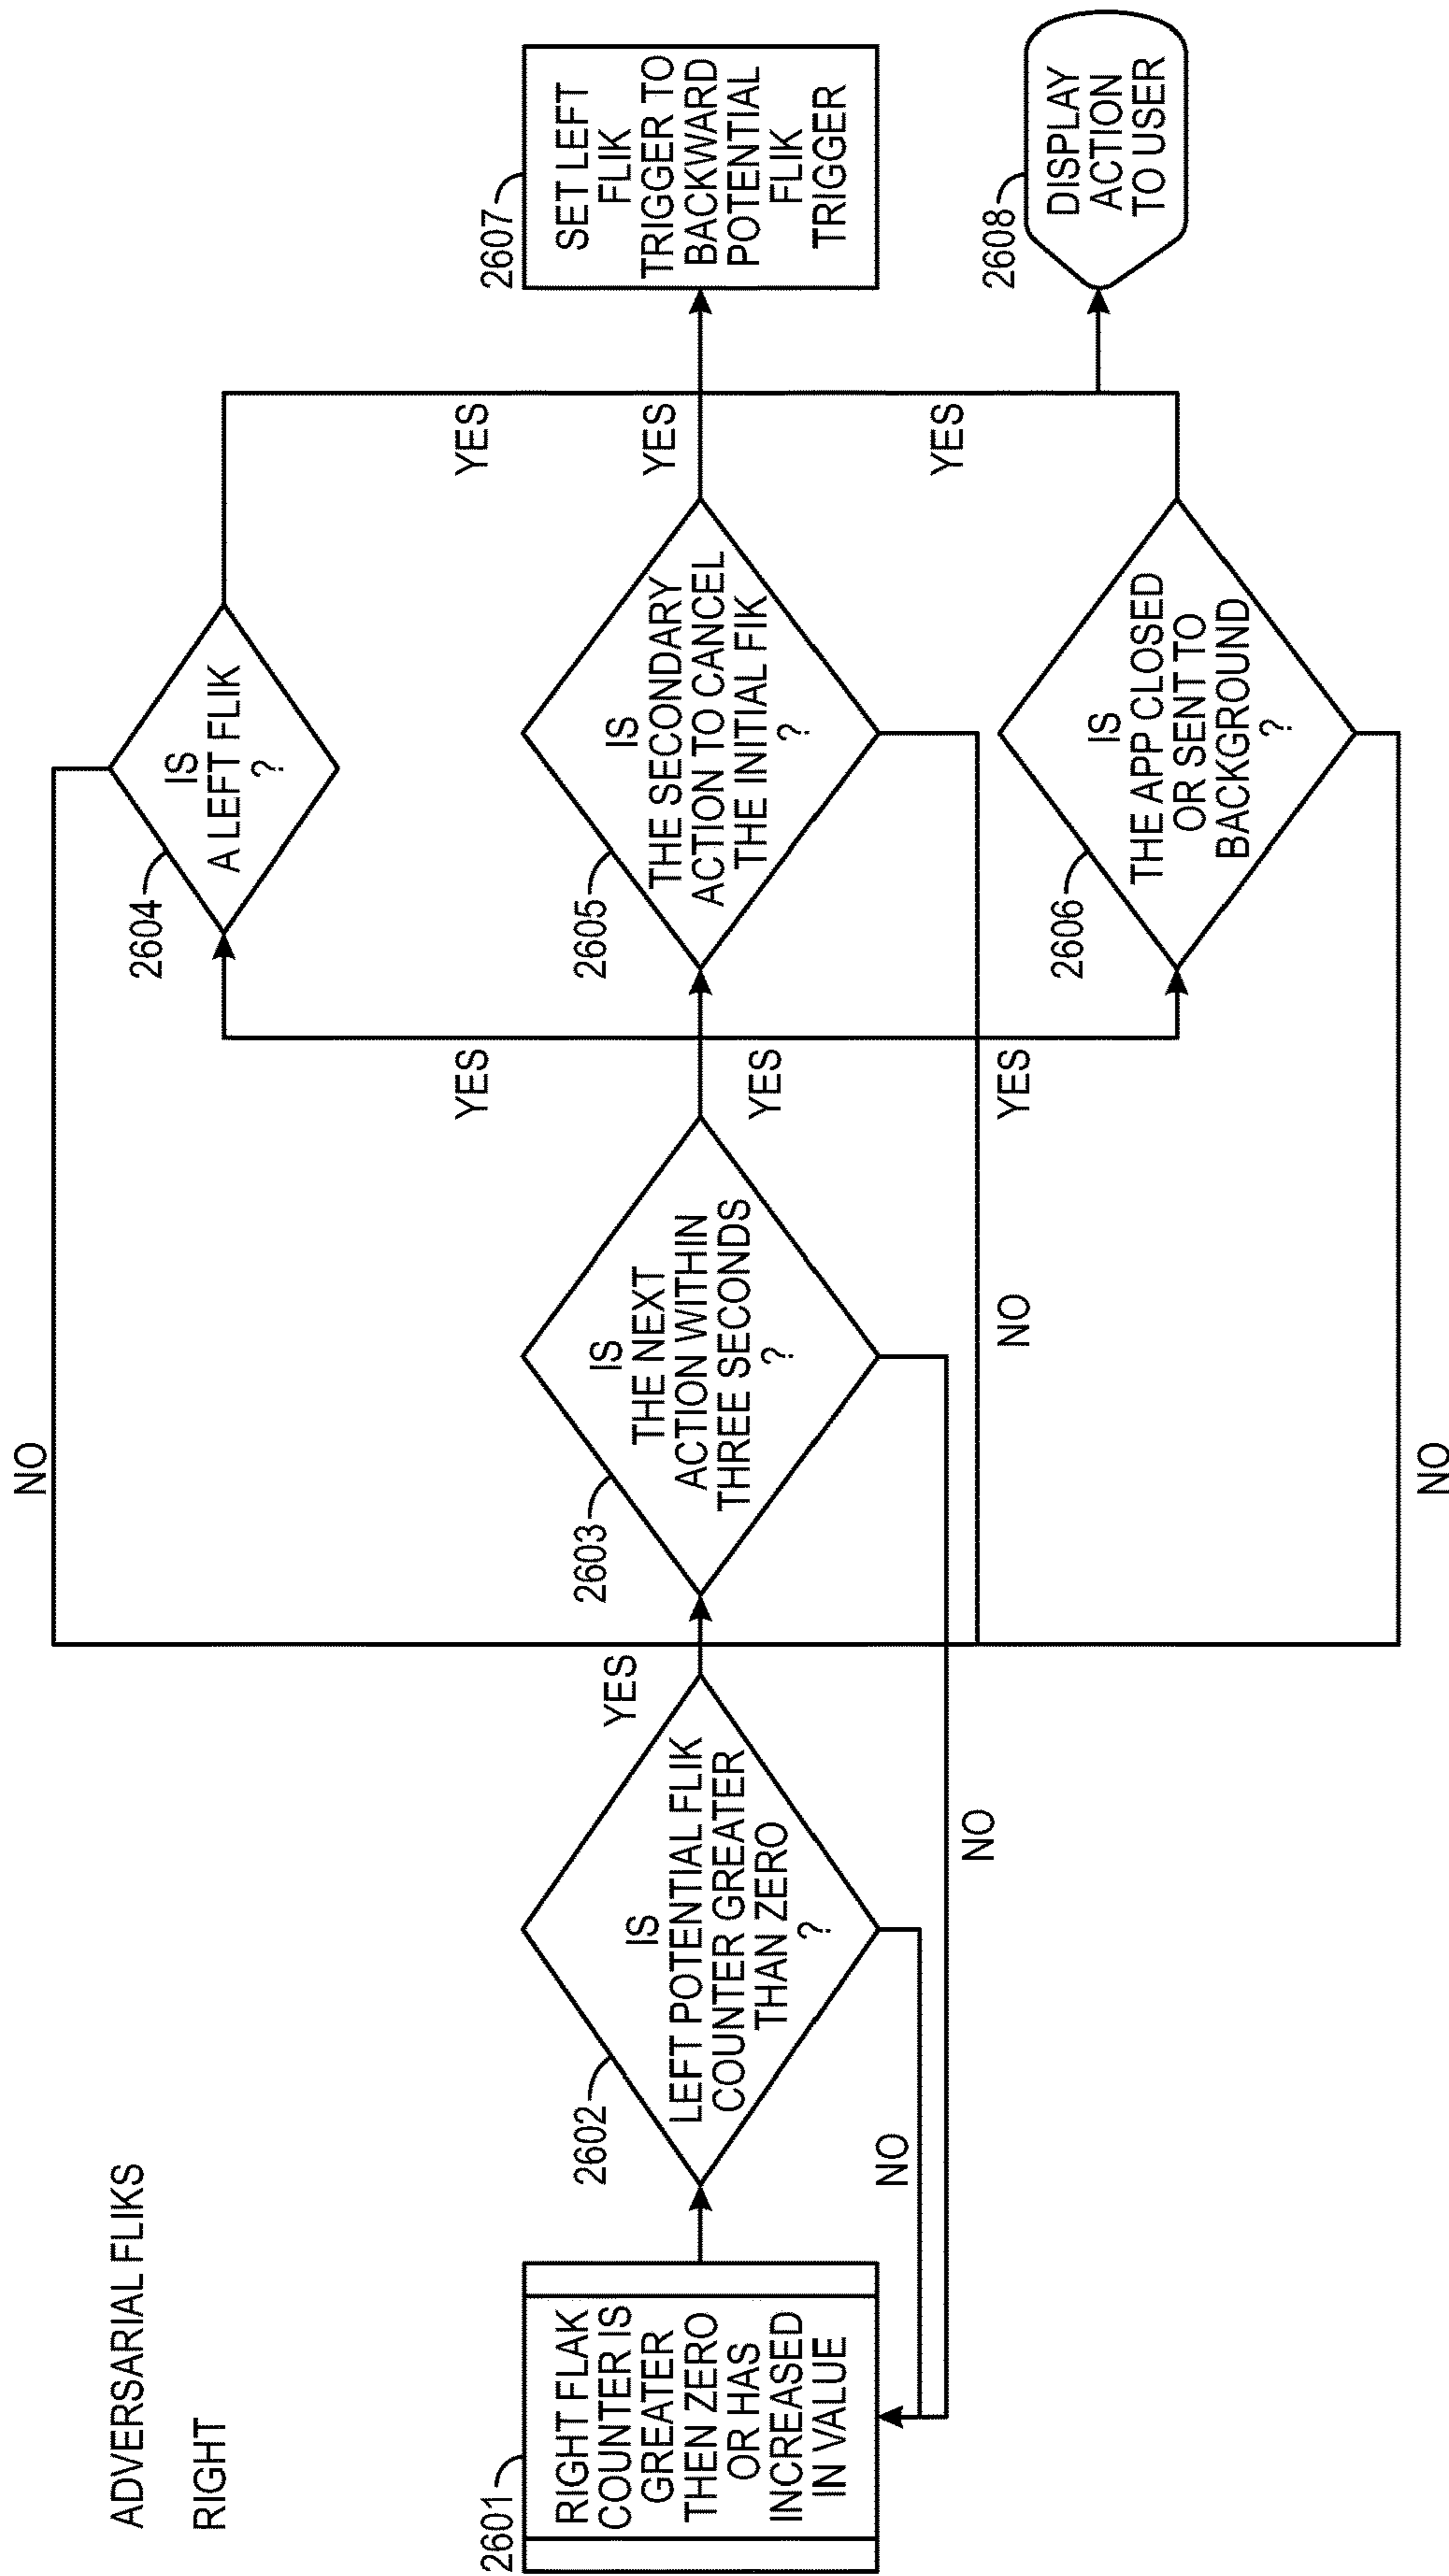 ADVERSARIAL FLIKS
RIGHT
2601
RIGHT FLAK
COUNTER IS
GREATER
THEN ZERO
OR HAS
INCREASED
IN VALUE
2602
IS
LEFT POTENTIAL FLIK
COUNTER GREATER
THAN ZERO
?
NO
YES
2603
IS
THE NEXT
ACTION WITHIN
THREE SECONDS
?
NO
YES
YES
YES
2604
IS
A LEFT FLIK
?
NO
YES
2605
IS
THE SECONDARY
ACTION TO CANCEL
THE INITIAL FIK
?
NO
YES
2606
IS
THE APP CLOSED
OR SENT TO
BACKGROUND
?
NO
YES
2607
SET LEFT
FLIK
TRIGGER TO
BACKWARD
POTENTIAL
FLIK
TRIGGER
2608
DISPLAY
ACTION
TO USER